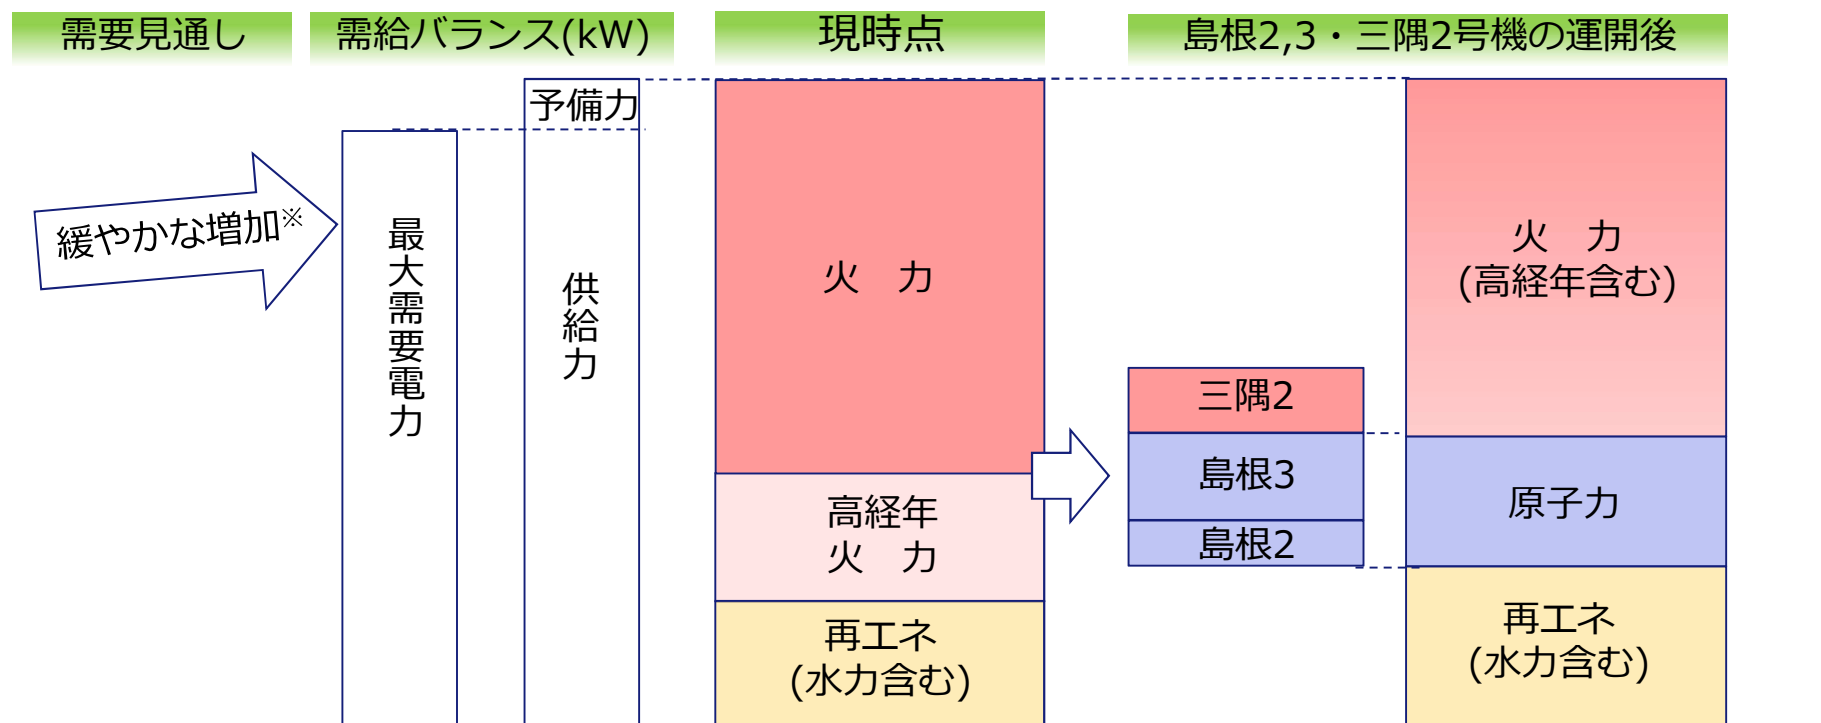 需要見通し
需給バランス(kW)
現時点
島根2,3・三隅2号機の運開後
緩やかな増加※
最大需要電力
予備力
供給力
火　力
高経年
火　力
再エネ
(水力含む)
三隅2
島根3
島根2
火　力
(高経年含む)
原子力
再エネ
(水力含む)